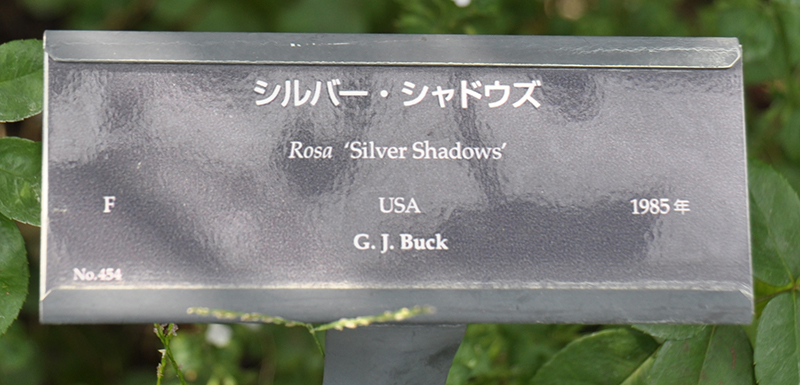 シルバー・シャドウズ
Rosa 'Silver Shadows'
F USA 1985年
G. J. Buck
No.454